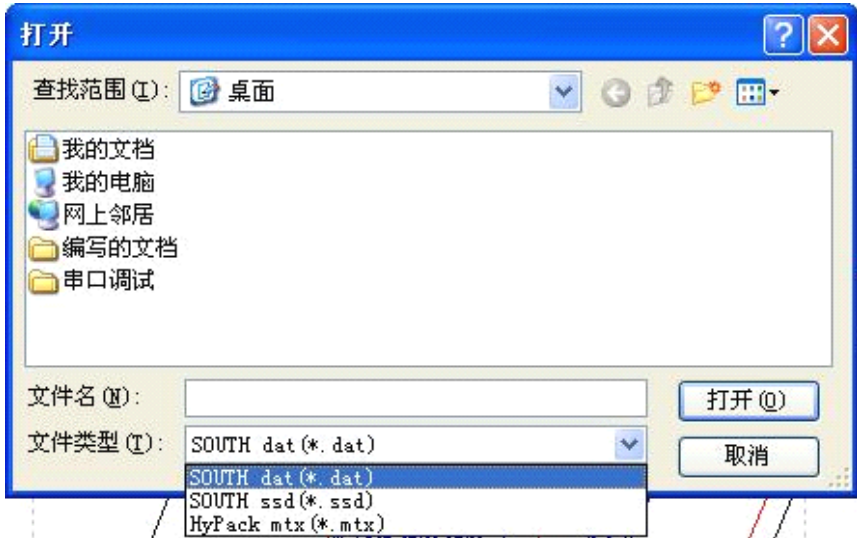 打开
查找范围(I): 桌面
我的文档
我的电脑
网上邻居
编写的文档
串口调试
文件名(N):
打开(O)
文件类型(T): SOUTH dat(*.dat)
取消
SOUTH dat(*.dat)
SOUTH ssd(*.ssd)
HyPack mtx(*.mtx)